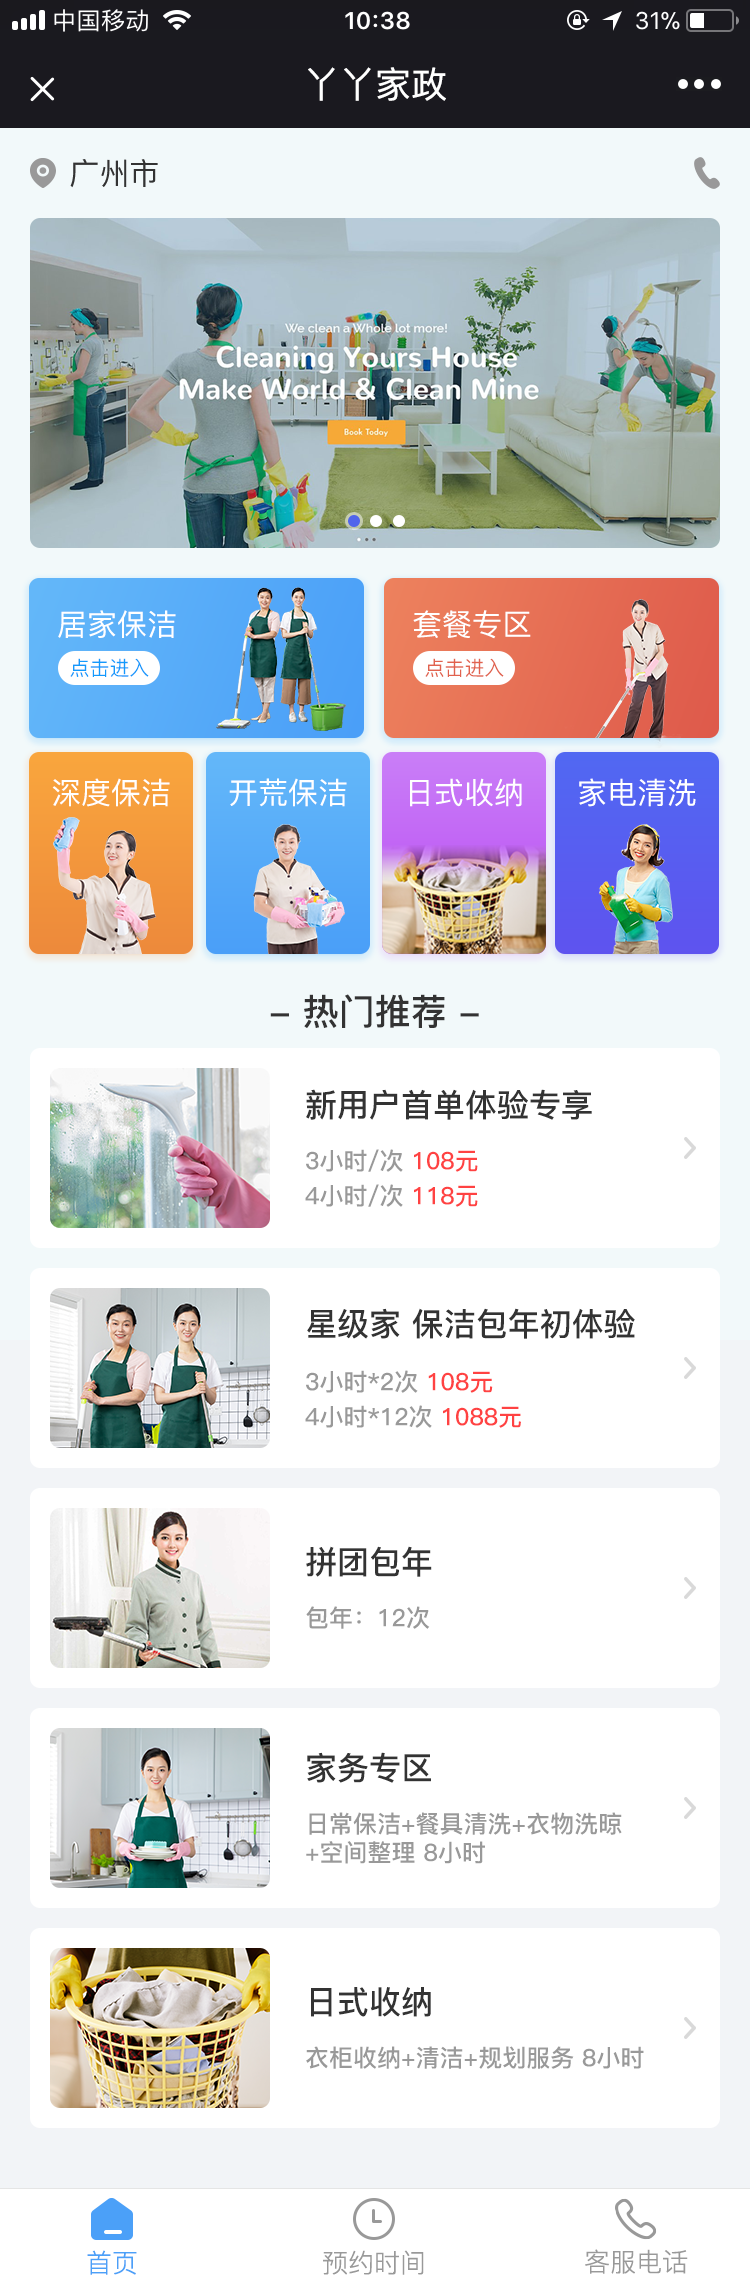 中国移动
10:38
31%
丫丫家政
广州市
We clean a Whole lot more!
Cleaning Yours House
Make World & Clean Mine
Book Today
居家保洁
点击进入
套餐专区
点击进入
深度保洁
开荒保洁
日式收纳
家电清洗
– 热门推荐 –
新用户首单体验专享
3小时/次 108元
4小时/次 118元
星级家 保洁包年初体验
3小时*2次 108元
4小时*12次 1088元
拼团包年
包年：12次
家务专区
日常保洁+餐具清洗+衣物洗晾
+空间整理 8小时
日式收纳
衣柜收纳+清洁+规划服务 8小时
首页
预约时间
客服电话